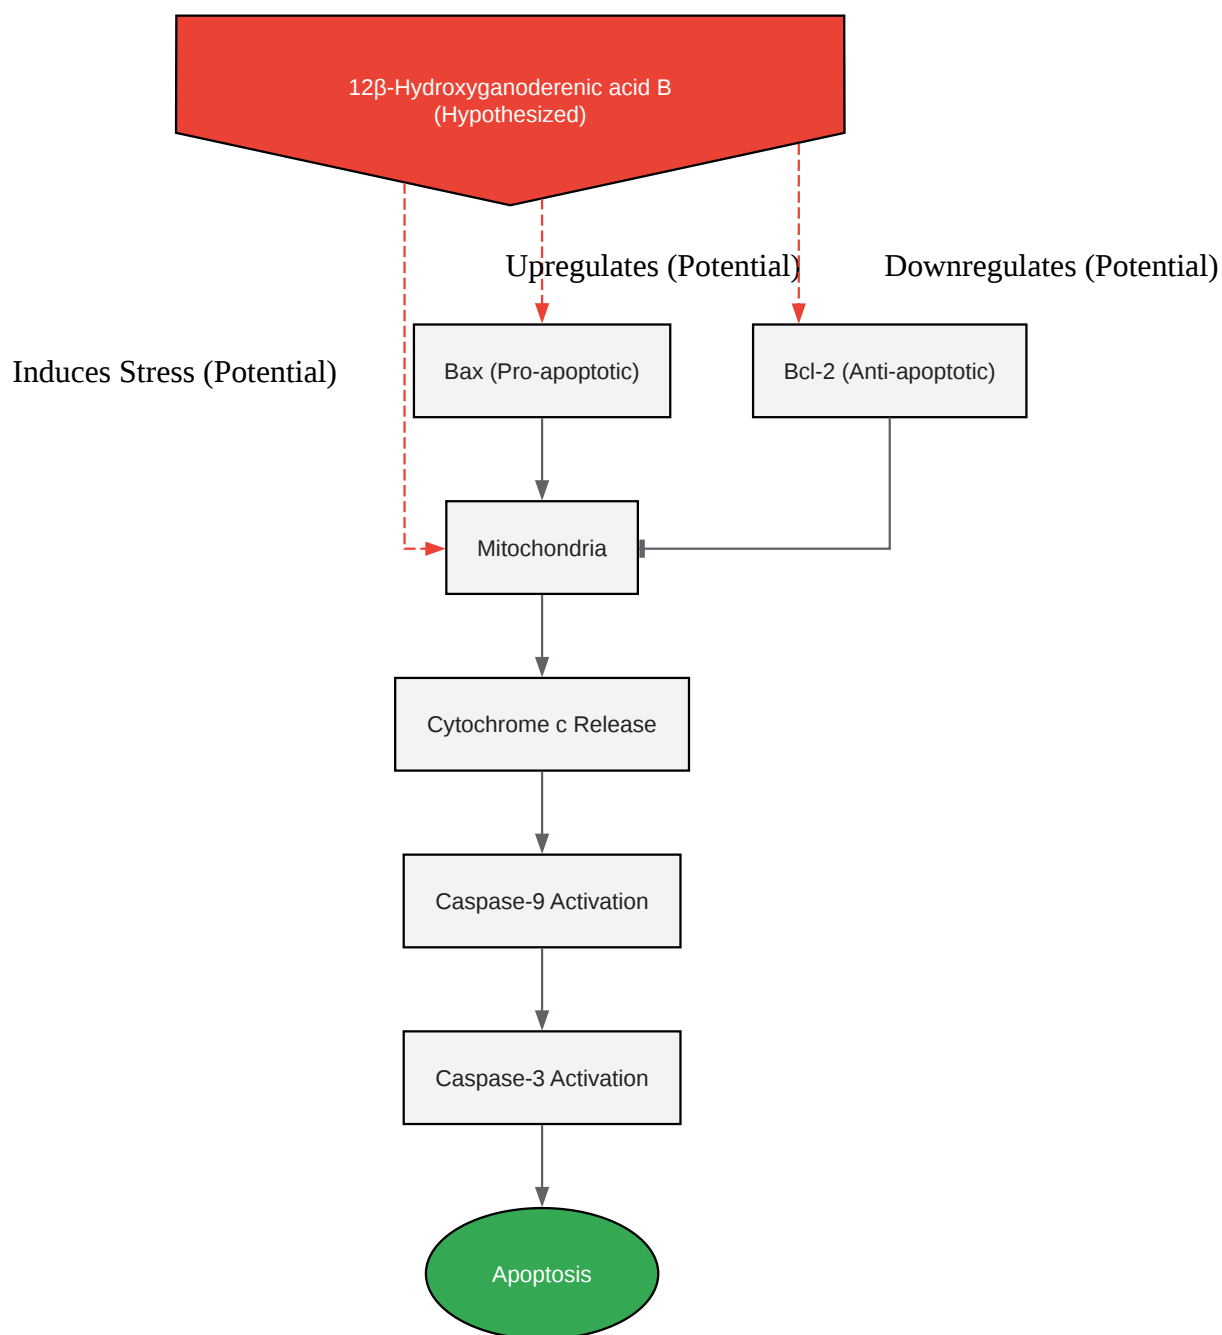 12β-Hydroxyganoderenic acid B
(Hypothesized)
Upregulates (Potential)
Downregulates (Potential)
Induces Stress (Potential)
Bax (Pro-apoptotic)
Bcl-2 (Anti-apoptotic)
Mitochondria
Cytochrome c Release
Caspase-9 Activation
Caspase-3 Activation
Apoptosis